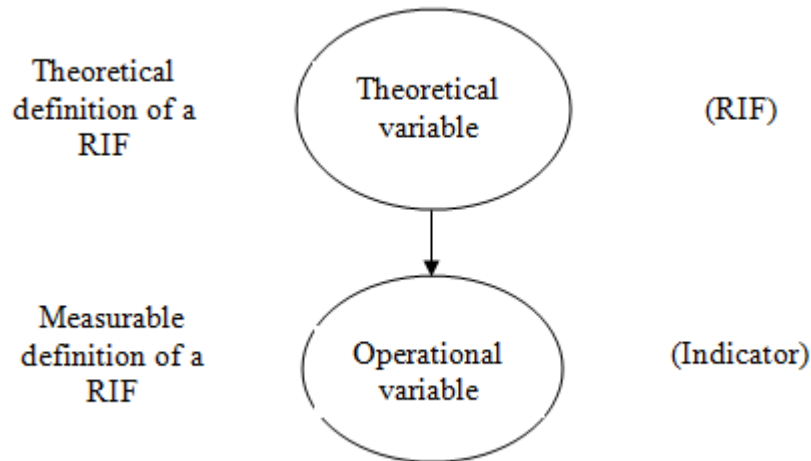 Theoretical
definition of a
RIF
Theoretical
variable
(RIF)
Measurable
definition of a
RIF
Operational
variable
(Indicator)